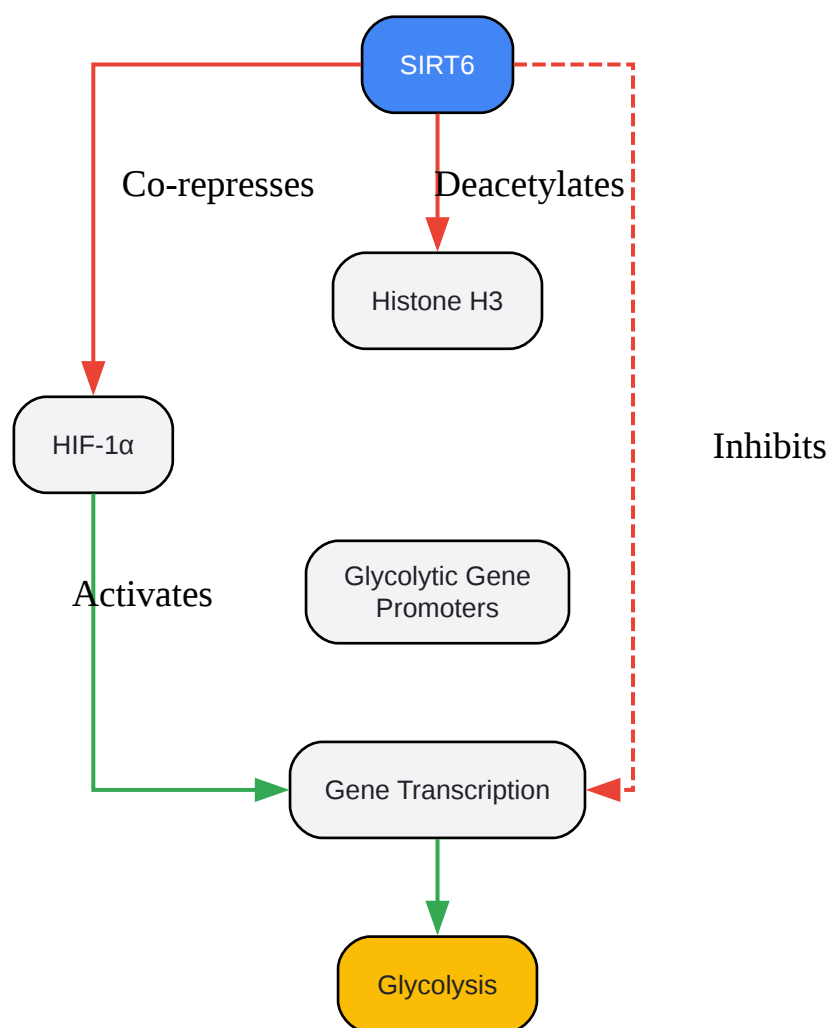 SIRT6
Co-represses
Deacetylates
Histone H3
HIF-1α
Inhibits
Glycolytic Gene
Promoters
Activates
Gene Transcription
Glycolysis